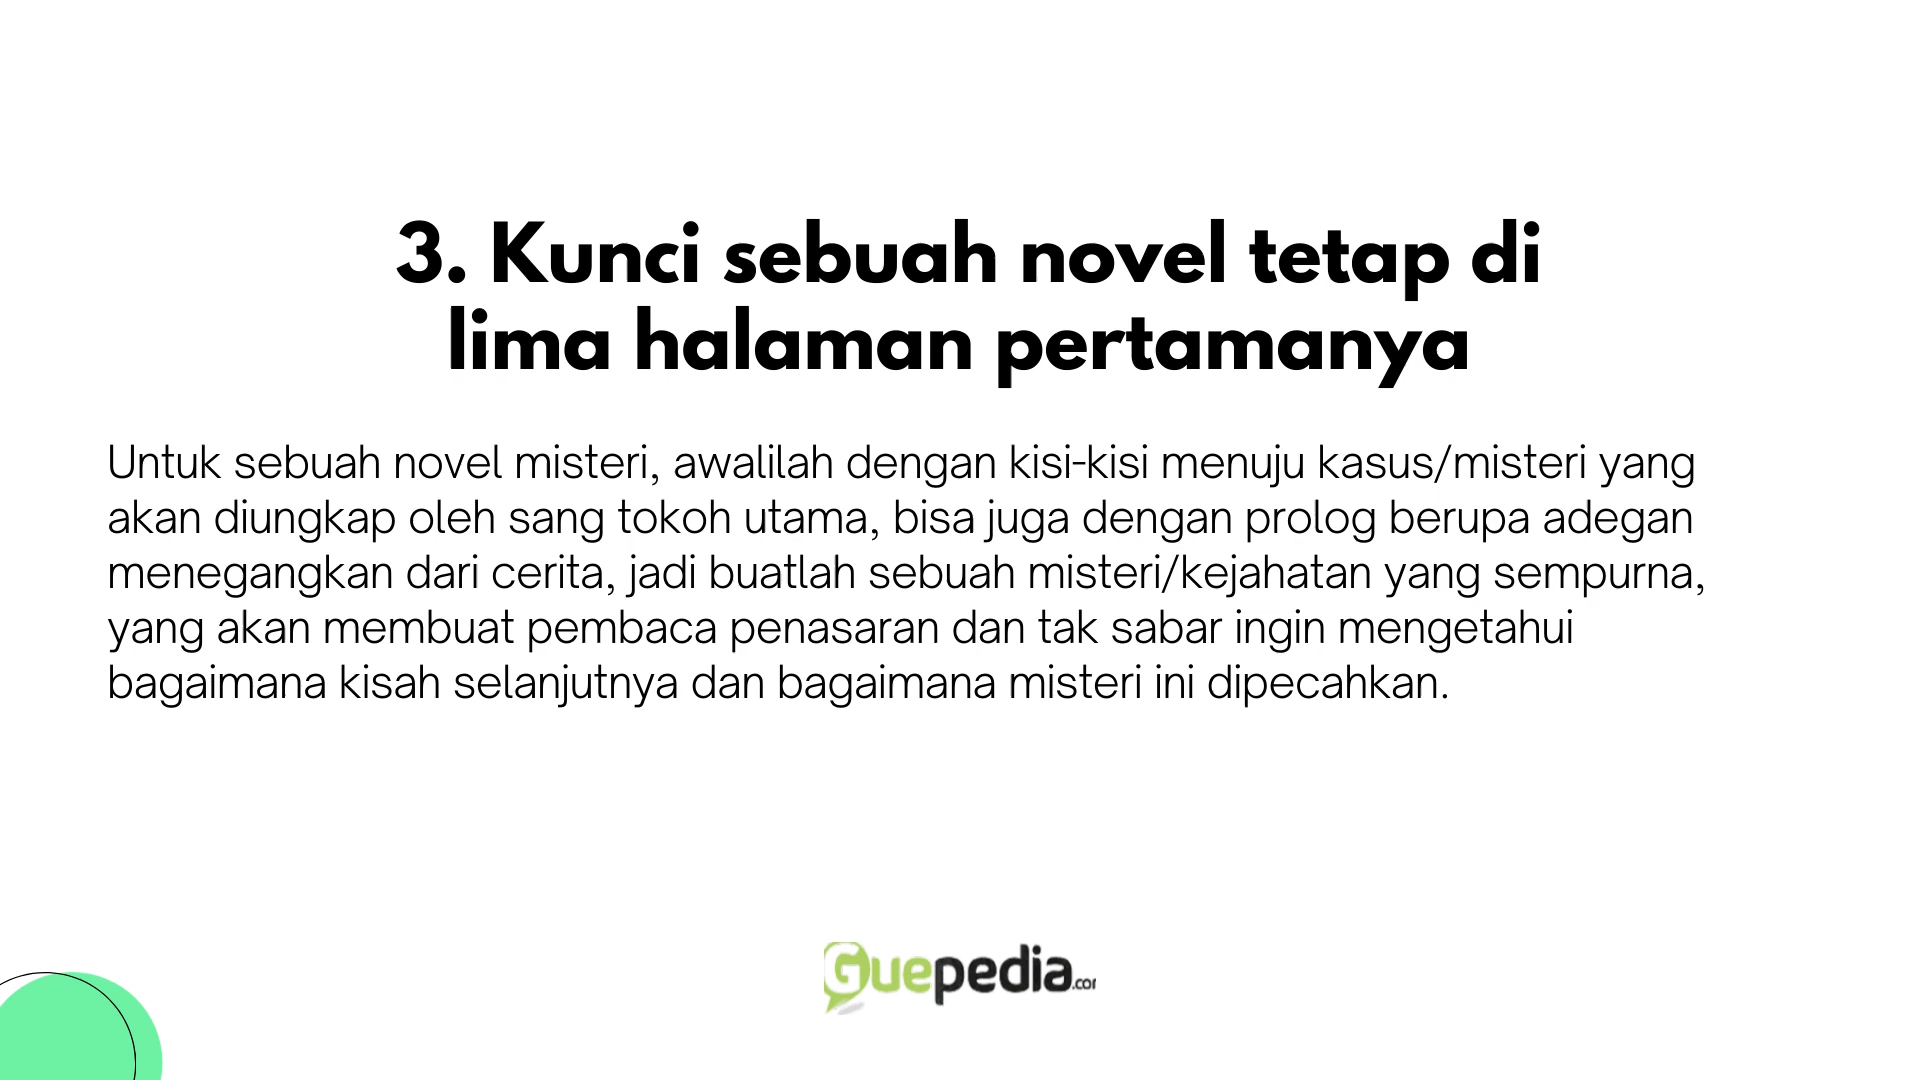 3. Kunci sebuah novel tetap di
lima halaman pertamanya
Untuk sebuah novel misteri, awalilah dengan kisi-kisi menuju kasus/misteri yang
akan diungkap oleh sang tokoh utama, bisa juga dengan prolog berupa adegan
menegangkan dari cerita, jadi buatlah sebuah misteri/kejahatan yang sempurna,
yang akan membuat pembaca penasaran dan tak sabar ingin mengetahui
bagaimana kisah selanjutnya dan bagaimana misteri ini dipecahkan.
Guepedia.cor